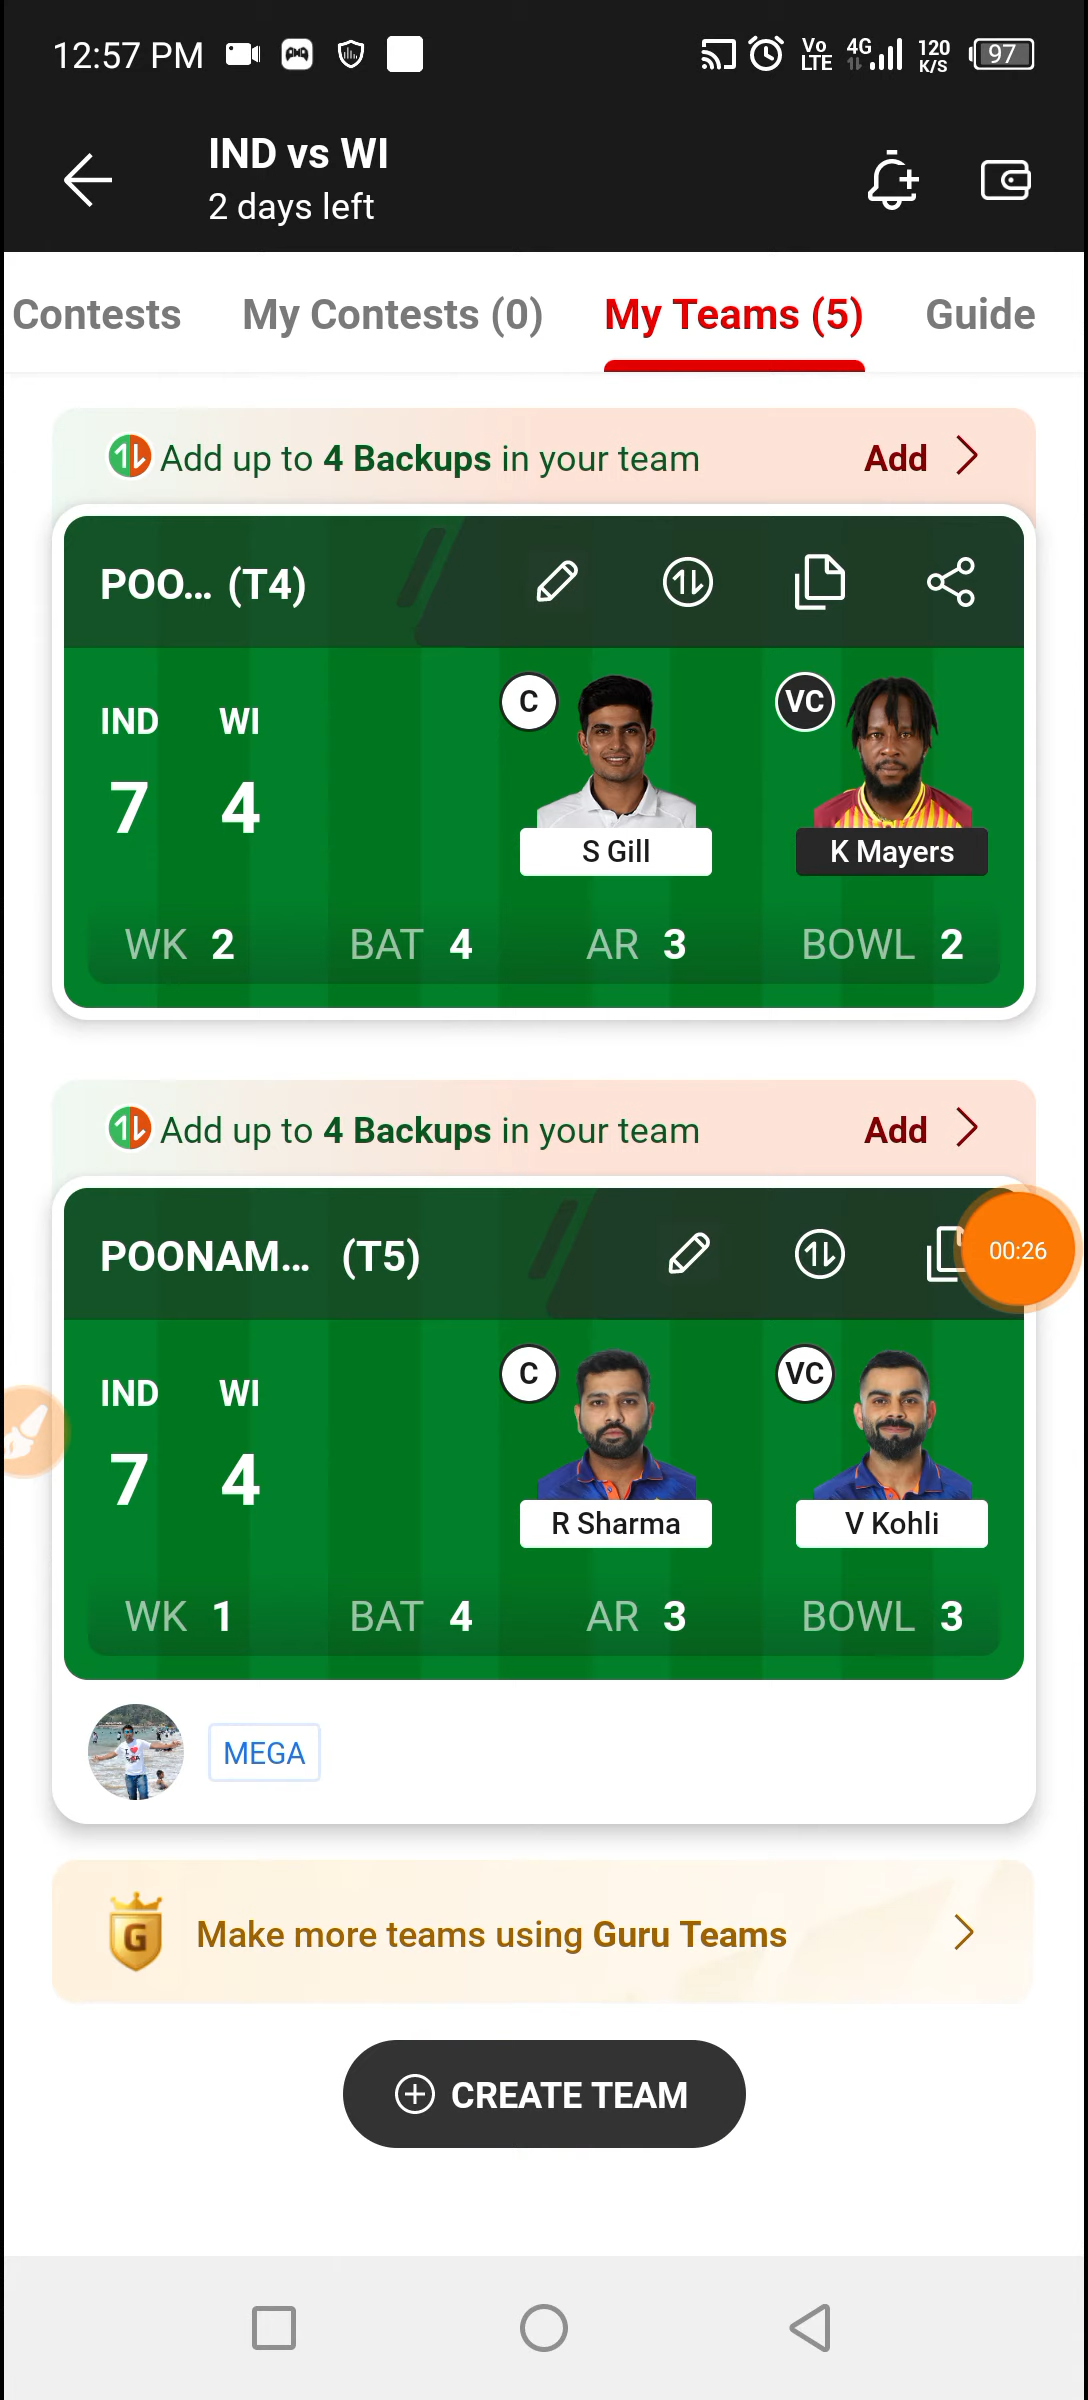 12:57 PM
Vo LTE 4G 120 K/S 97
IND vs WI
2 days left
Contests My Contests (0) My Teams (5) Guide
Add up to 4 Backups in your team Add
POO... (T4)
C VC
IND WI
7 4
S Gill K Mayers
WK 2 BAT 4 AR 3 BOWL 2
Add up to 4 Backups in your team Add
POONAM... (T5)
00:26
C VC
IND WI
7 4
R Sharma V Kohli
WK 1 BAT 4 AR 3 BOWL 3
MEGA
G Make more teams using Guru Teams
CREATE TEAM